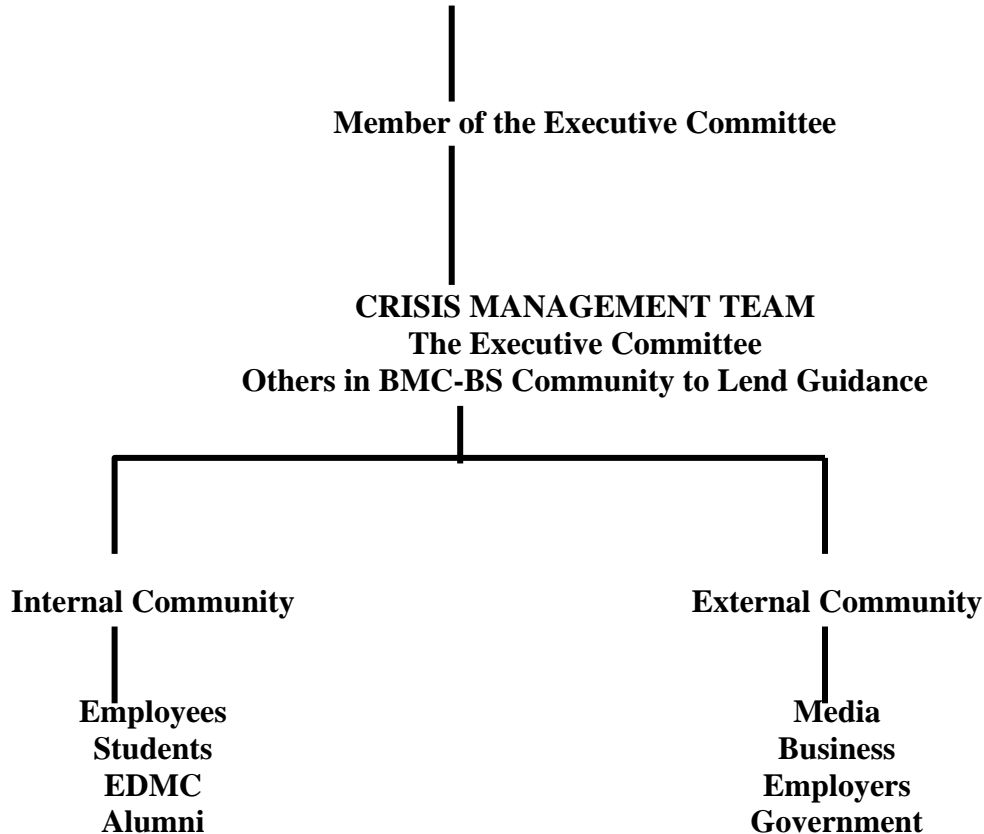 Member of the Executive Committee
CRISIS MANAGEMENT TEAM
The Executive Committee
Others in BMC-BS Community to Lend Guidance
Internal Community
External Community
Employees
Students
EDMC
Alumni
Media
Business
Employers
Government